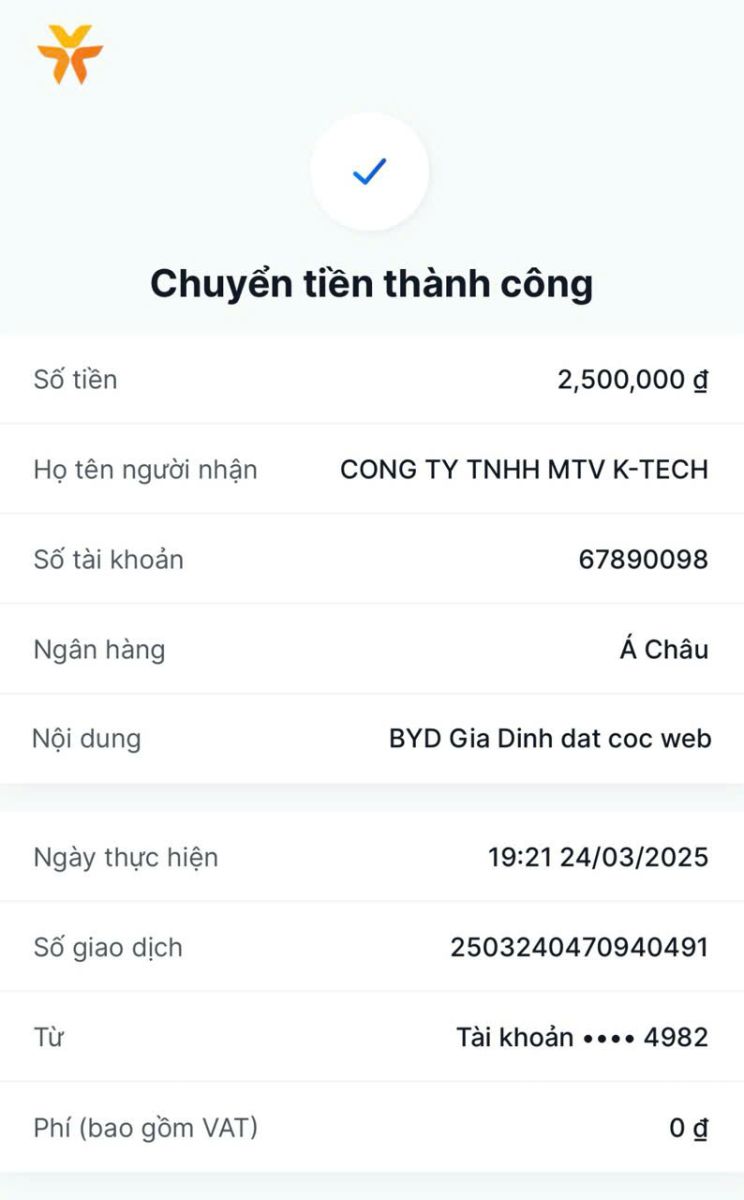 Chuyển tiền thành công
Số tiền 2,500,000 ₫
Họ tên người nhận CONG TY TNHH MTV K-TECH
Số tài khoản 67890098
Ngân hàng Á Châu
Nội dung BYD Gia Dinh dat coc web
Ngày thực hiện 19:21 24/03/2025
Số giao dịch 2503240470940491
Từ Tài khoản •••• 4982
Phí (bao gồm VAT) 0 ₫